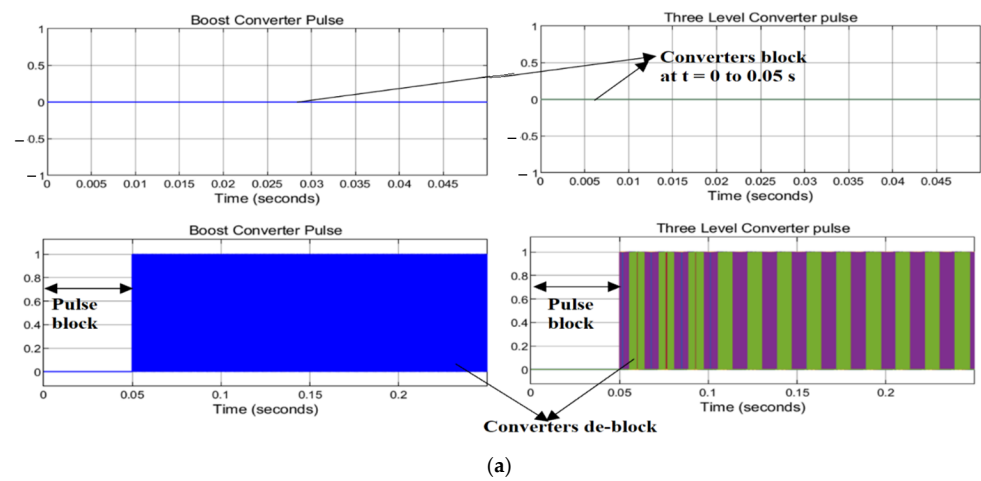 Boost Converter Pulse
1
0.5
0
−0.5
−1
0 0.005 0.01 0.015 0.02 0.025 0.03 0.035 0.04 0.045
Time (seconds)
Three Level Converter pulse
1
0.5
0
−0.5
−1
0 0.005 0.01 0.015 0.02 0.025 0.03 0.035 0.04 0.045
Time (seconds)
Converters block
at t = 0 to 0.05 s
Boost Converter Pulse
1
0.8
0.6
0.4
0.2
0
0 0.05 0.1 0.15 0.2
Time (seconds)
Pulse
block
Three Level Converter pulse
1
0.8
0.6
0.4
0.2
0
0 0.05 0.1 0.15 0.2
Time (seconds)
Pulse
block
Converters de-block
(a)